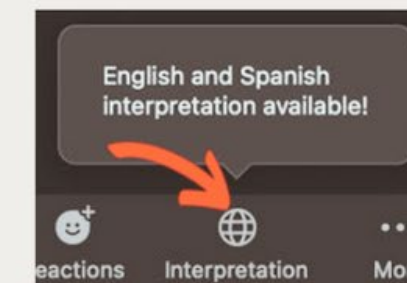 English and Spanish
interpretation available!
eactions Interpretation Mo